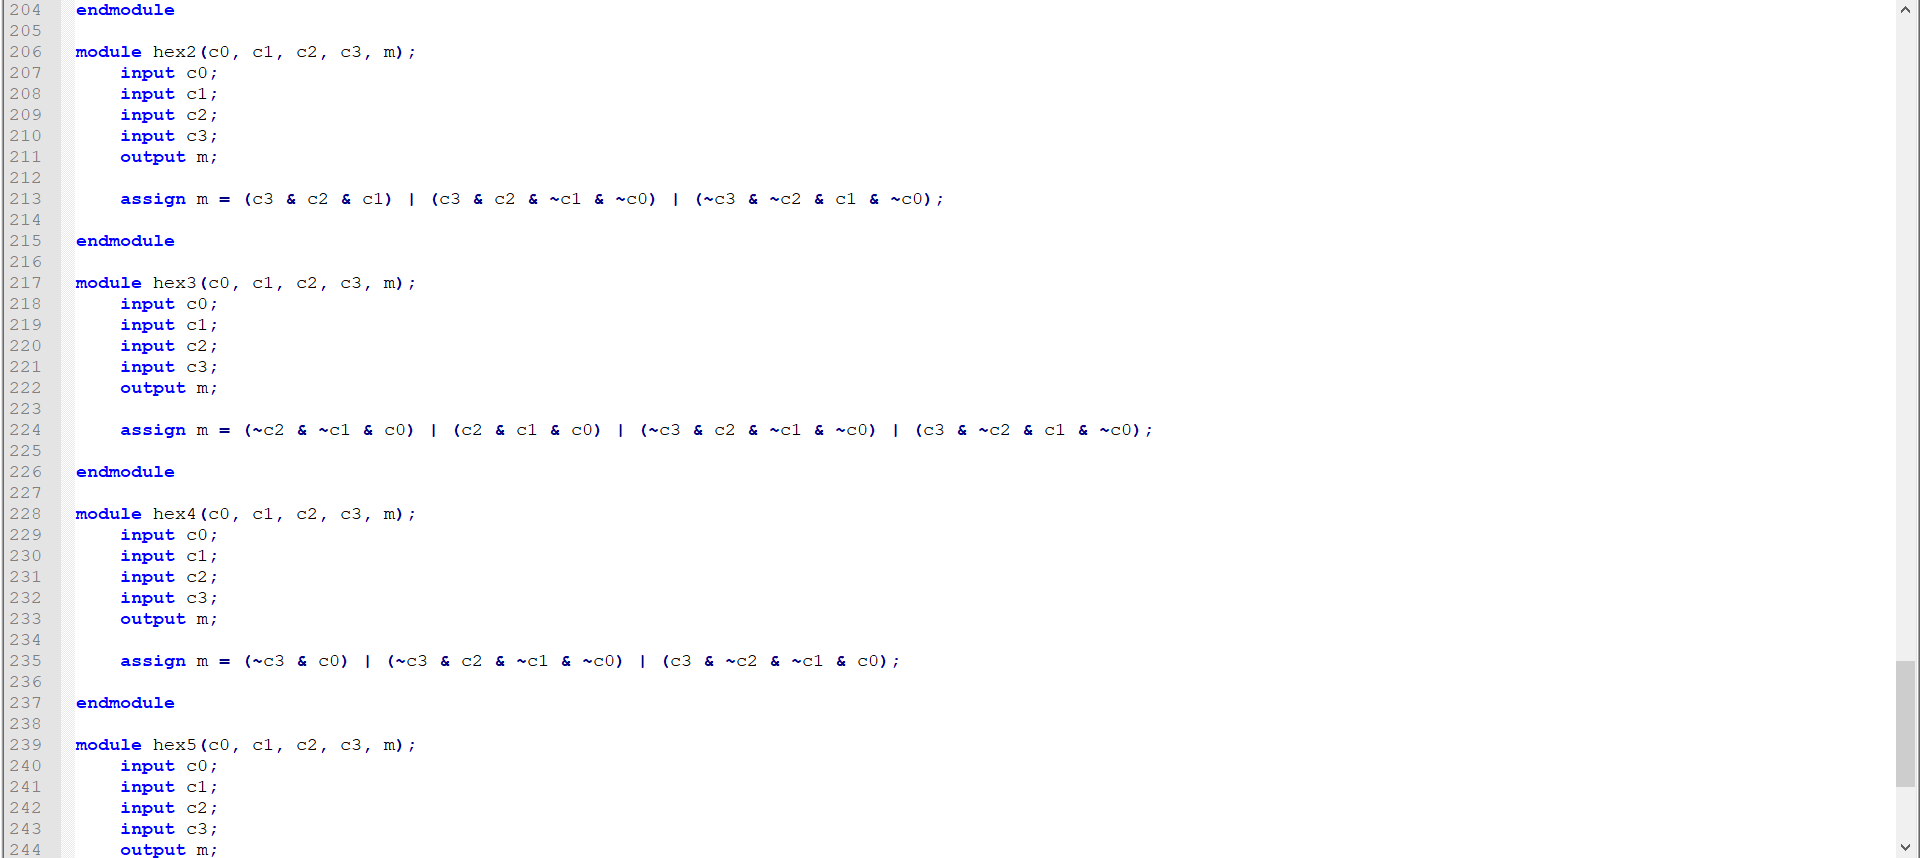 204 endmodule
205
206 module hex2(c0, c1, c2, c3, m);
207     input c0;
208     input c1;
209     input c2;
210     input c3;
211     output m;
212
213     assign m = (c3 & c2 & c1) | (c3 & c2 & ~c1 & ~c0) | (~c3 & ~c2 & c1 & ~c0);
214
215 endmodule
216
217 module hex3(c0, c1, c2, c3, m);
218     input c0;
219     input c1;
220     input c2;
221     input c3;
222     output m;
223
224     assign m = (~c2 & ~c1 & c0) | (c2 & c1 & c0) | (~c3 & c2 & ~c1 & ~c0) | (c3 & ~c2 & c1 & ~c0);
225
226 endmodule
227
228 module hex4(c0, c1, c2, c3, m);
229     input c0;
230     input c1;
231     input c2;
232     input c3;
233     output m;
234
235     assign m = (~c3 & c0) | (~c3 & c2 & ~c1 & ~c0) | (c3 & ~c2 & ~c1 & c0);
236
237 endmodule
238
239 module hex5(c0, c1, c2, c3, m);
240     input c0;
241     input c1;
242     input c2;
243     input c3;
244     output m;